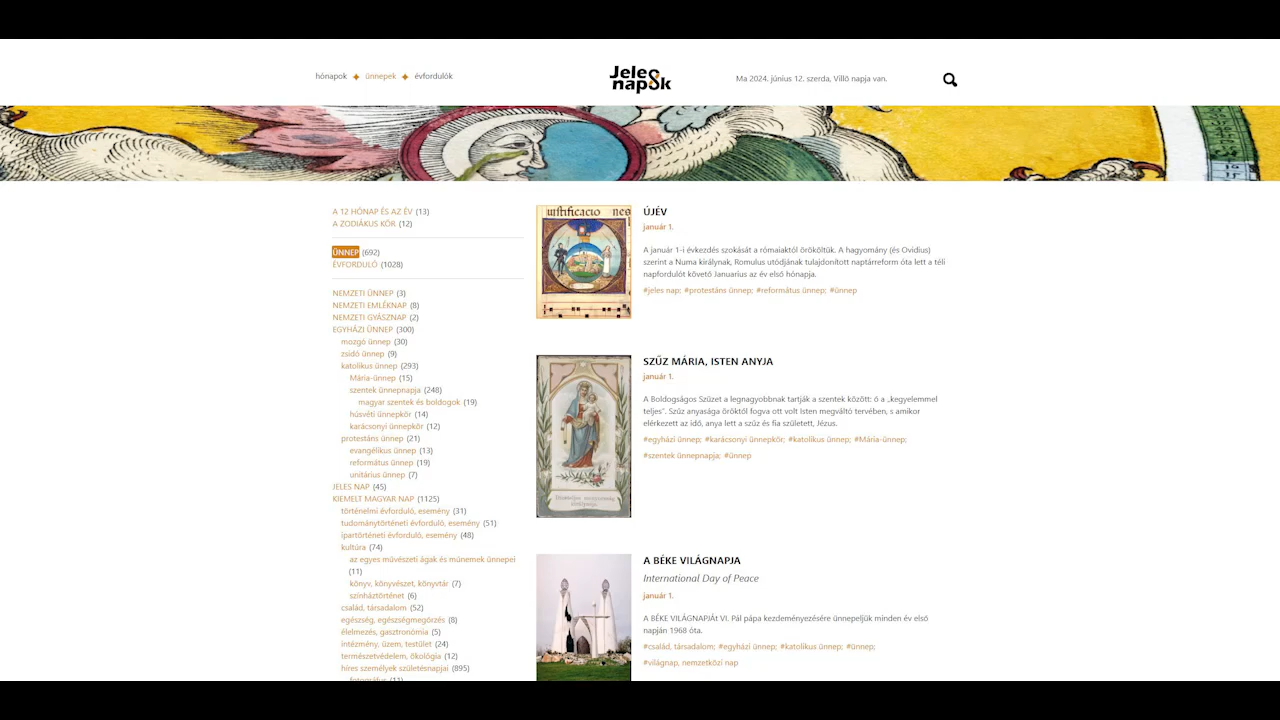 hónapok ✦ ünnepek ✦ évfordulók
Jeles
napok
Ma 2024. június 12. szerda, Villő napja van.
A 12 HÓNAP ÉS AZ ÉV (13)
A ZODIÁKUS KÖR (12)
ÜNNEP (692)
ÉVFORDULÓ (1028)
NEMZETI ÜNNEP (3)
NEMZETI EMLÉKNAP (8)
NEMZETI GYÁSZNAP (2)
EGYHÁZI ÜNNEP (300)
mozgó ünnep (30)
zsidó ünnep (9)
katolikus ünnep (293)
Mária-ünnep (15)
szentek ünnepnapja (248)
magyar szentek és boldogok (19)
húsvéti ünnepkör (14)
karácsonyi ünnepkör (12)
protestáns ünnep (21)
evangélikus ünnep (13)
református ünnep (19)
unitárius ünnep (7)
JELES NAP (45)
KIEMELT MAGYAR NAP (1125)
történelmi évforduló, esemény (31)
tudománytörténeti évforduló, esemény (51)
ipartörténeti évforduló, esemény (48)
kultúra (74)
az egyes művészeti ágak és műnemek ünnepei
(11)
könyv, könyvészet, könyvtár (7)
színháztörténet (6)
család, társadalom (52)
egészség, egészségmegőrzés (8)
élelmezés, gasztronómia (5)
intézmény, üzem, testület (24)
természetvédelem, ökológia (12)
híres személyek születésnapjai (895)
fotográfus (11)
ÚJÉV
január 1.
A január 1-i évkezdés szokását a rómaiaktól örököltük. A hagyomány (és Ovidius)
szerint a Numa királynak, Romulus utódjának tulajdonított naptárreform óta lett a téli
napfordulót követő Januarius az év első hónapja.
#jeles nap; #protestáns ünnep; #református ünnep; #ünnep
SZŰZ MÁRIA, ISTEN ANYJA
január 1.
A Boldogságos Szüzet a legnagyobbnak tartják a szentek között: ő a „kegyelemmel
teljes”. Szűz anyasága öröktől fogva ott volt Isten megváltó tervében, s amikor
elérkezett az idő, anya lett a szűz és fia született, Jézus.
#egyházi ünnep; #karácsonyi ünnepkör; #katolikus ünnep; #Mária-ünnep;
#szentek ünnepnapja; #ünnep
A BÉKE VILÁGNAPJA
International Day of Peace
január 1.
A BÉKE VILÁGNAPJÁt VI. Pál pápa kezdeményezésére ünnepeljük minden év első
napján 1968 óta.
#család, társadalom; #egyházi ünnep; #katolikus ünnep; #ünnep;
#világnap, nemzetközi nap